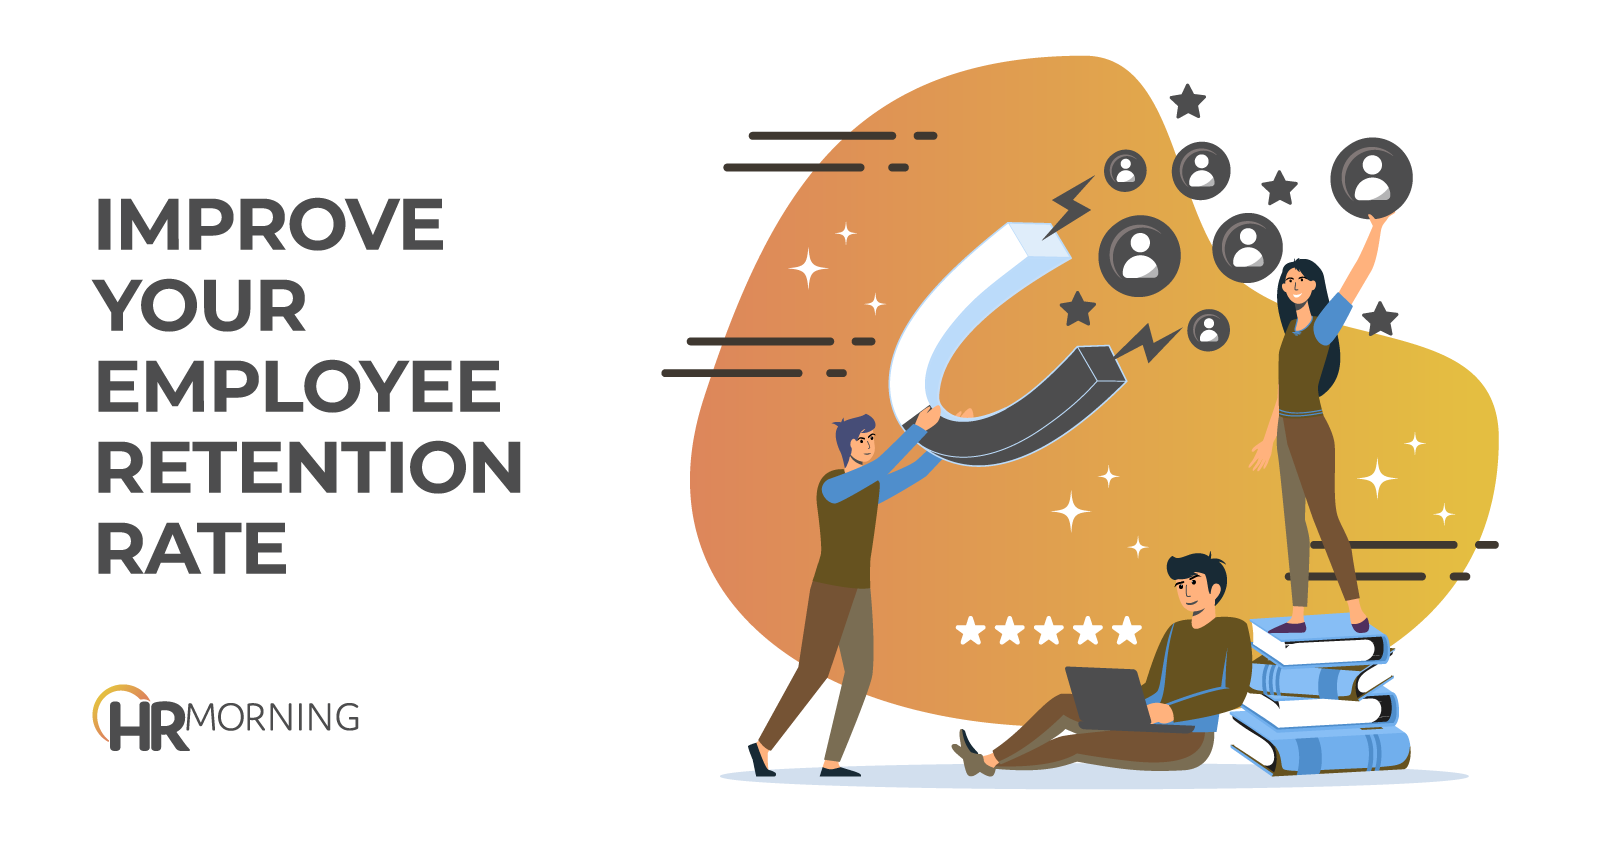 IMPROVE
YOUR
EMPLOYEE
RETENTION
RATE
HRMORNING